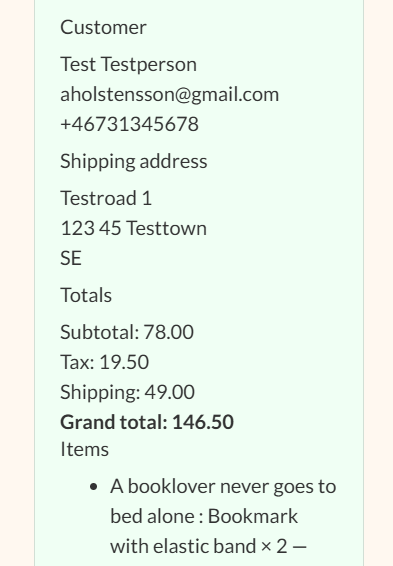 Customer
Test Testperson
aholstensson@gmail.com
+46731345678
Shipping address
Testroad 1
123 45 Testtown
SE
Totals
Subtotal: 78.00
Tax: 19.50
Shipping: 49.00
Grand total: 146.50
Items
• A booklover never goes to
bed alone : Bookmark
with elastic band × 2 —